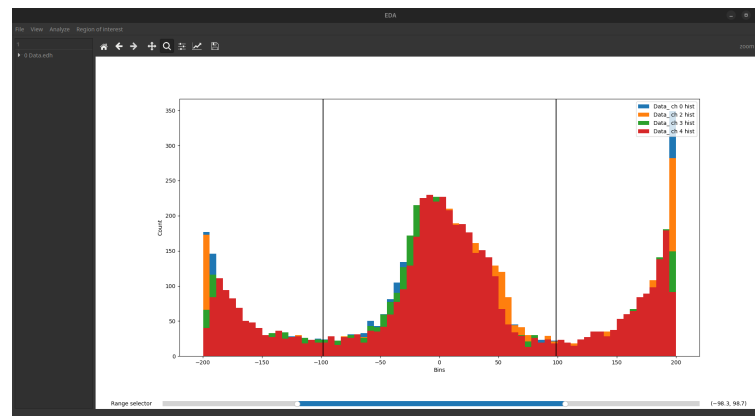 EDA
File View Analyze Region of Interest
0 Data.edh
zoom
Data_ ch 0 hist
Data_ ch 2 hist
Data_ ch 3 hist
Data_ ch 4 hist
350
300
250
200
150
100
50
0
Count
−200 −150 −100 −50 0 50 100 150 200
Bins
Range selector (−98.3, 98.7)